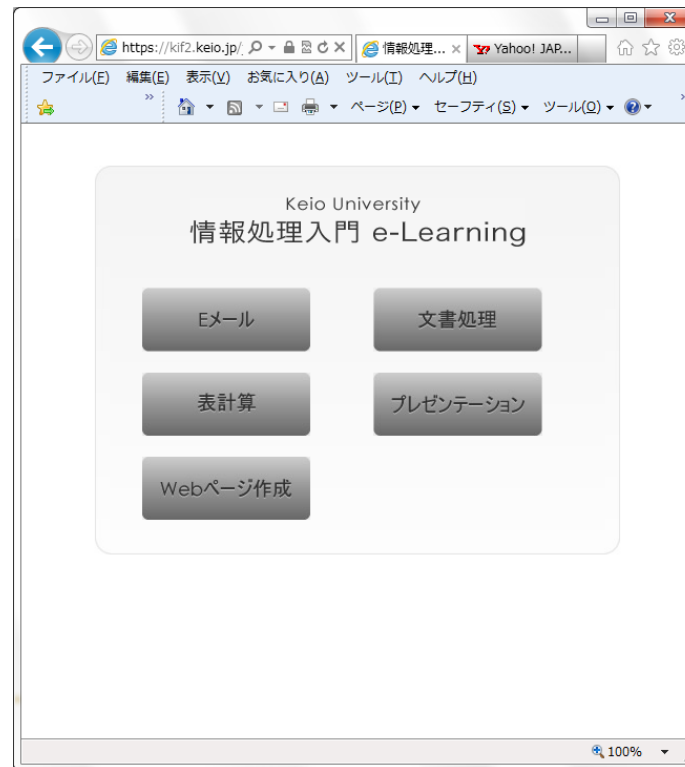 https://kif2.keio.jp/
情報処理...
Yahoo! JAP...
ファイル(F) 編集(E) 表示(V) お気に入り(A) ツール(T) ヘルプ(H)
ページ(P) セーフティ(S) ツール(O)
Keio University
情報処理入門 e-Learning
Eメール 文書処理
表計算 プレゼンテーション
Webページ作成
100%